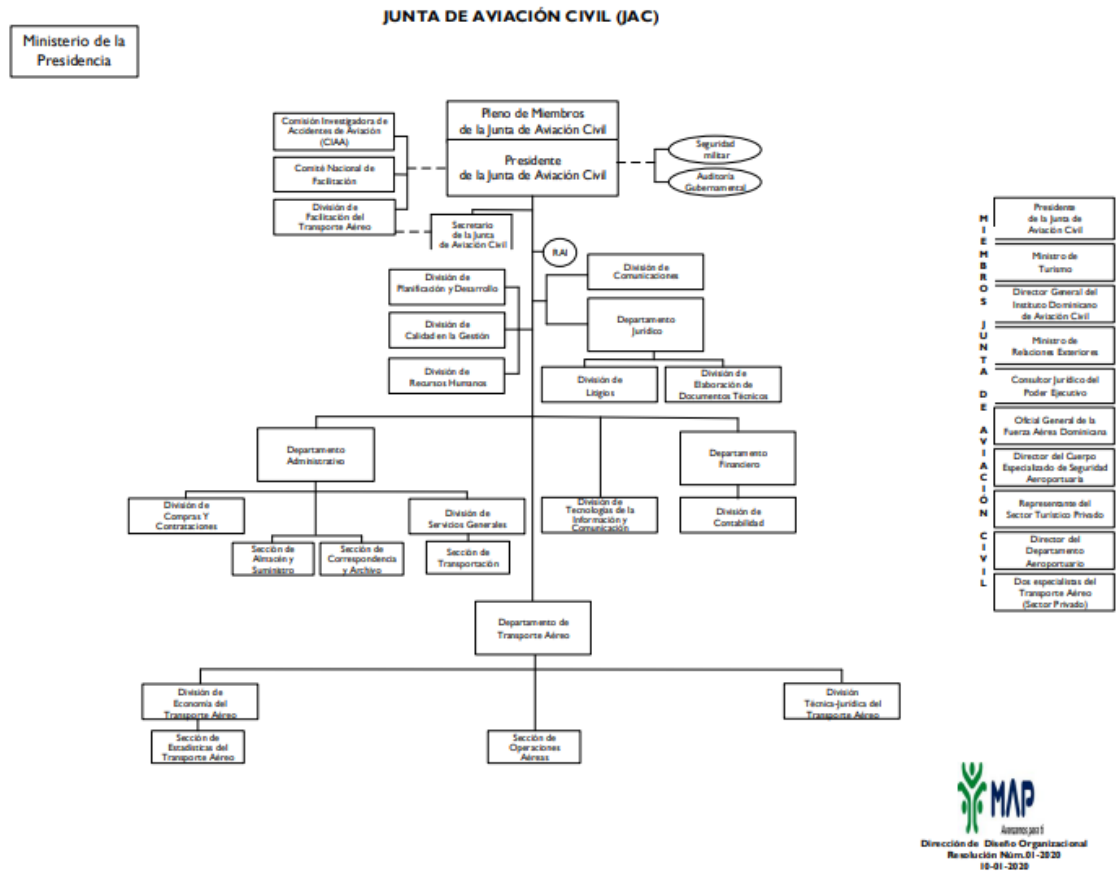 JUNTA DE AVIACIÓN CIVIL (JAC)
Ministerio de la
Presidencia
Pleno de Miembros
de la Junta de Aviación Civil
Presidente
de la Junta de Aviación Civil
Comisión Investigadora de
Accidentes de Aviación
(CIAA)
Comité Nacional de
Facilitación
División de
Facilitación del
Transporte Aéreo
Seguridad
militar
Auditoría
Gubernamental
Secretario
de la Junta
de Aviación Civil
RAI
División de
Planificación y Desarrollo
División de
Calidad en la Gestión
División de
Recursos Humanos
División de
Comunicaciones
Departamento
Jurídico
División de
Litigios
División de
Elaboración de
Documentos Técnicos
Departamento
Administrativo
Departamento
Financiero
División de
Compras Y
Contrataciones
División de
Servicios Generales
División de
Tecnologías de la
Información y
Comunicación
División de
Contabilidad
Sección de
Almacén y
Suministro
Sección de
Correspondencia
y Archivo
Sección de
Transportación
Departamento de
Transporte Aéreo
División de
Economía del
Transporte Aéreo
División
Técnica-Jurídica del
Transporte Aéreo
Sección de
Estadísticas del
Transporte Aéreo
Sección de
Operaciones
Aéreas
MIEMBROS JUNTA DE AVIACIÓN CIVIL
Presidente
de la Junta de
Aviación Civil
Ministro de
Turismo
Director General del
Instituto Dominicano
de Aviación Civil
Ministro de
Relaciones Exteriores
Consultor Jurídico del
Poder Ejecutivo
Oficial General de la
Fuerza Aérea Dominicana
Director del Cuerpo
Especializado de Seguridad
Aeroportuaria
Representante del
Sector Turístico Privado
Director del
Departamento
Aeroportuario
Dos especialistas del
Transporte Aéreo
(Sector Privado)
MAP
Avanzamos para ti
Dirección de Diseño Organizacional
Resolución Núm.01-2020
10-01-2020